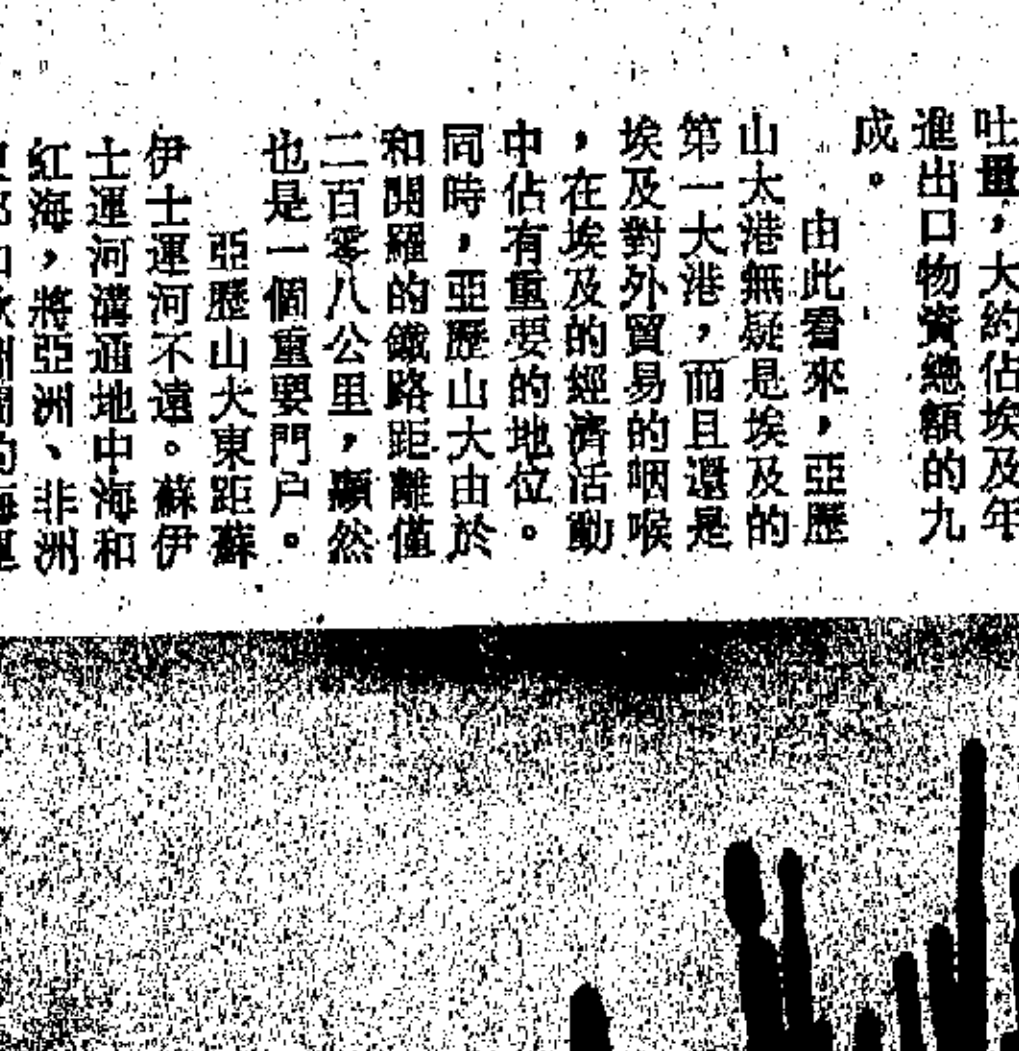 吐量，大約佔埃及年
進出口物資總額的九
成。
由此看來，亞歷
山大港無疑是埃及的
第一大港，而且還是
埃及對外貿易的咽喉
，在埃及的經濟活動
中佔有重要的地位。
同時，亞歷山大由於
和開羅的鐵路距離僅
二百零八公里，顯然
也是一個重要門户。
亞歷山大東距蘇
伊士運河不遠。蘇伊
士運河溝通地中海和
紅海，將亞洲、非洲